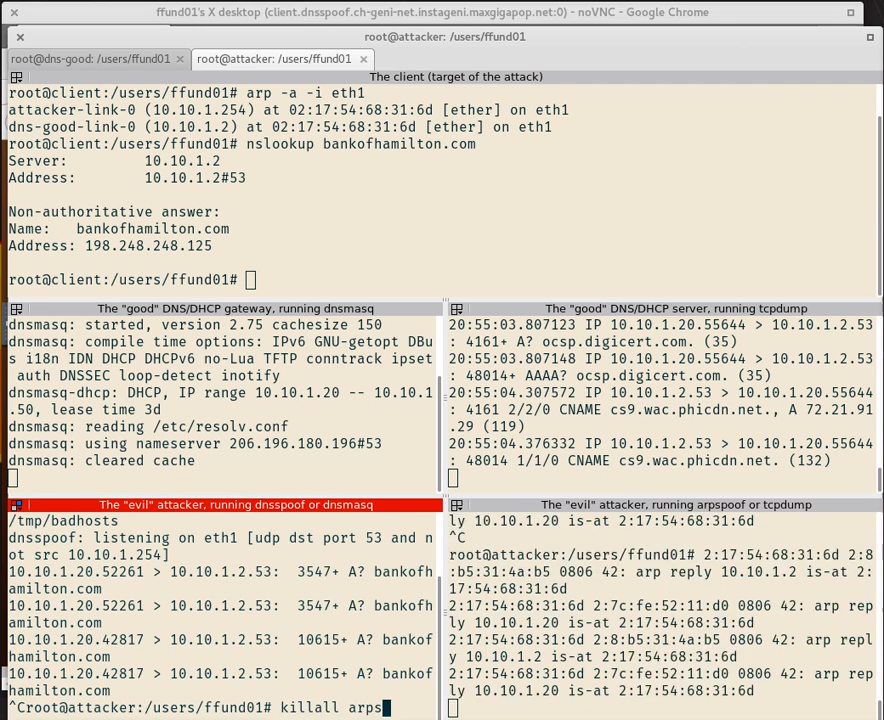 ffund01's X desktop (client.dnsspoof.ch-geni-net.instageni.maxgigapop.net:0) - noVNC - Google Chrome
root@attacker: /users/ffund01
root@dns-good: /users/ffund01
root@attacker: /users/ffund01
The client (target of the attack)
root@client:/users/ffund01# arp -a -i eth1
attacker-link-0 (10.10.1.254) at 02:17:54:68:31:6d [ether] on eth1
dns-good-link-0 (10.10.1.2) at 02:17:54:68:31:6d [ether] on eth1
root@client:/users/ffund01# nslookup bankofhamilton.com
Server:         10.10.1.2
Address:        10.10.1.2#53
Non-authoritative answer:
Name:   bankofhamilton.com
Address: 198.248.248.125
root@client:/users/ffund01#
The "good" DNS/DHCP gateway, running dnsmasq
dnsmasq: started, version 2.75 cachesize 150
dnsmasq: compile time options: IPv6 GNU-getopt DBu
s i18n IDN DHCP DHCPv6 no-Lua TFTP conntrack ipset
auth DNSSEC loop-detect inotify
dnsmasq-dhcp: DHCP, IP range 10.10.1.20 -- 10.10.1
.50, lease time 3d
dnsmasq: reading /etc/resolv.conf
dnsmasq: using nameserver 206.196.180.196#53
dnsmasq: cleared cache
The "good" DNS/DHCP server, running tcpdump
20:55:03.807123 IP 10.10.1.20.55644 > 10.10.1.2.53
: 4161+ A? ocsp.digicert.com. (35)
20:55:03.807148 IP 10.10.1.20.55644 > 10.10.1.2.53
: 48014+ AAAA? ocsp.digicert.com. (35)
20:55:04.307572 IP 10.10.1.2.53 > 10.10.1.20.55644
: 4161 2/2/0 CNAME cs9.wac.phicdn.net., A 72.21.91
.29 (119)
20:55:04.376332 IP 10.10.1.2.53 > 10.10.1.20.55644
: 48014 1/1/0 CNAME cs9.wac.phicdn.net. (132)
The "evil" attacker, running dnsspoof or dnsmasq
/tmp/badhosts
dnsspoof: listening on eth1 [udp dst port 53 and n
ot src 10.10.1.254]
10.10.1.20.52261 > 10.10.1.2.53:  3547+ A? bankofh
amilton.com
10.10.1.20.52261 > 10.10.1.2.53:  3547+ A? bankofh
amilton.com
10.10.1.20.42817 > 10.10.1.2.53:  10615+ A? bankof
hamilton.com
10.10.1.20.42817 > 10.10.1.2.53:  10615+ A? bankof
hamilton.com
^Croot@attacker:/users/ffund01# killall arps
The "evil" attacker, running arpspoof or tcpdump
ly 10.10.1.20 is-at 2:17:54:68:31:6d
^C
root@attacker:/users/ffund01# 2:17:54:68:31:6d 2:8
:b5:31:4a:b5 0806 42: arp reply 10.10.1.2 is-at 2:
17:54:68:31:6d
2:17:54:68:31:6d 2:7c:fe:52:11:d0 0806 42: arp rep
ly 10.10.1.20 is-at 2:17:54:68:31:6d
2:17:54:68:31:6d 2:8:b5:31:4a:b5 0806 42: arp repl
y 10.10.1.2 is-at 2:17:54:68:31:6d
2:17:54:68:31:6d 2:7c:fe:52:11:d0 0806 42: arp rep
ly 10.10.1.20 is-at 2:17:54:68:31:6d